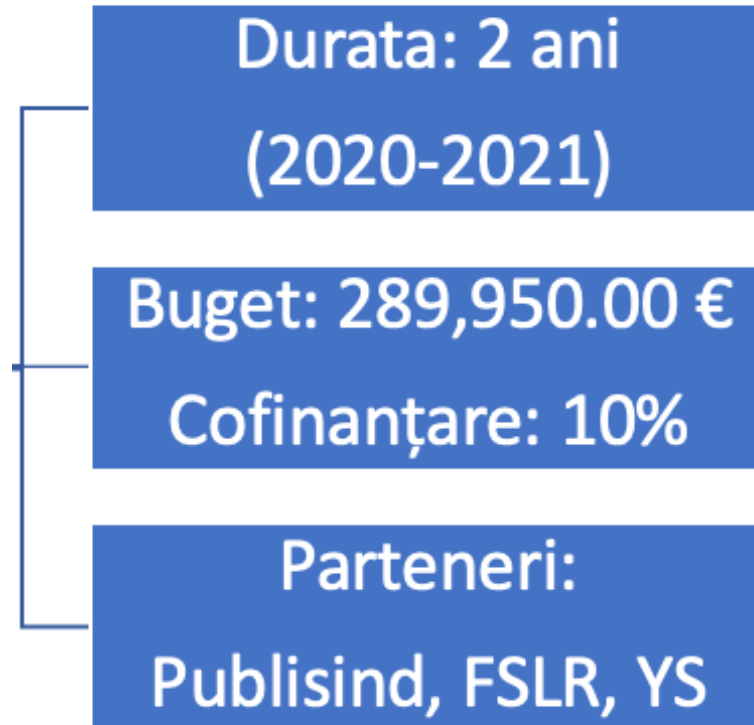 Durata: 2 ani
(2020-2021)
Buget: 289,950.00 €
Cofinanțare: 10%
Parteneri:
Publisind, FSLR, YS